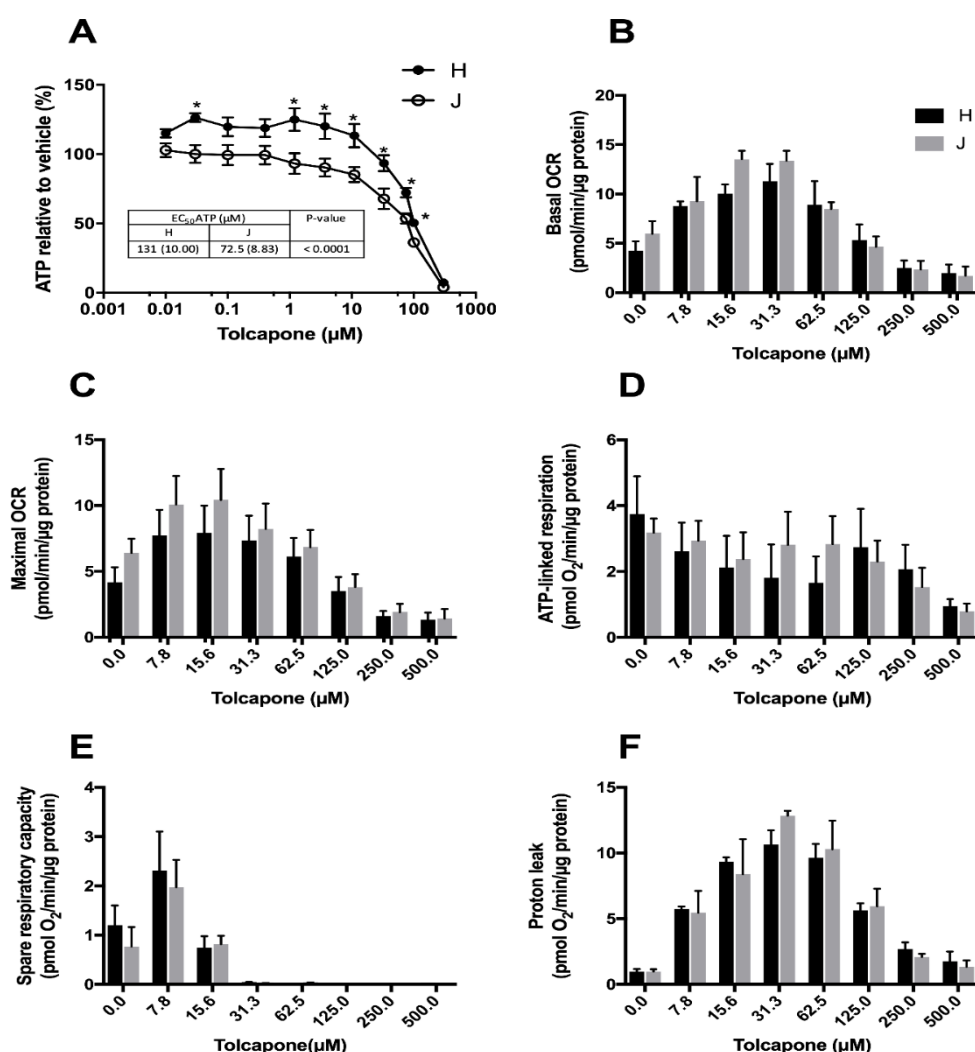 A
H
J
ATP relative to vehicle (%)
150
100
50
0
* * * * * * * *
EC₅₀ATP (µM) P-value
H J
131 (10.00) 72.5 (8.83) < 0.0001
0.001 0.01 0.1 1 10 100 1000
Tolcapone (µM)
B
H
J
Basal OCR
(pmol/min/µg protein)
20
15
10
5
0
0.0 7.8 15.6 31.3 62.5 125.0 250.0 500.0
Tolcapone (µM)
C
Maximal OCR
(pmol/min/µg protein)
15
10
5
0
0.0 7.8 15.6 31.3 62.5 125.0 250.0 500.0
Tolcapone (µM)
D
ATP-linked respiration
(pmol O₂/min/µg protein)
6
4
2
0
0.0 7.8 15.6 31.3 62.5 125.0 250.0 500.0
Tolcapone (µM)
E
Spare respiratory capacity
(pmol O₂/min/µg protein)
4
3
2
1
0
0.0 7.8 15.6 31.3 62.5 125.0 250.0 500.0
Tolcapone(µM)
F
Proton leak
(pmol O₂/min/µg protein)
15
10
5
0
0.0 7.8 15.6 31.3 62.5 125.0 250.0 500.0
Tolcapone (µM)